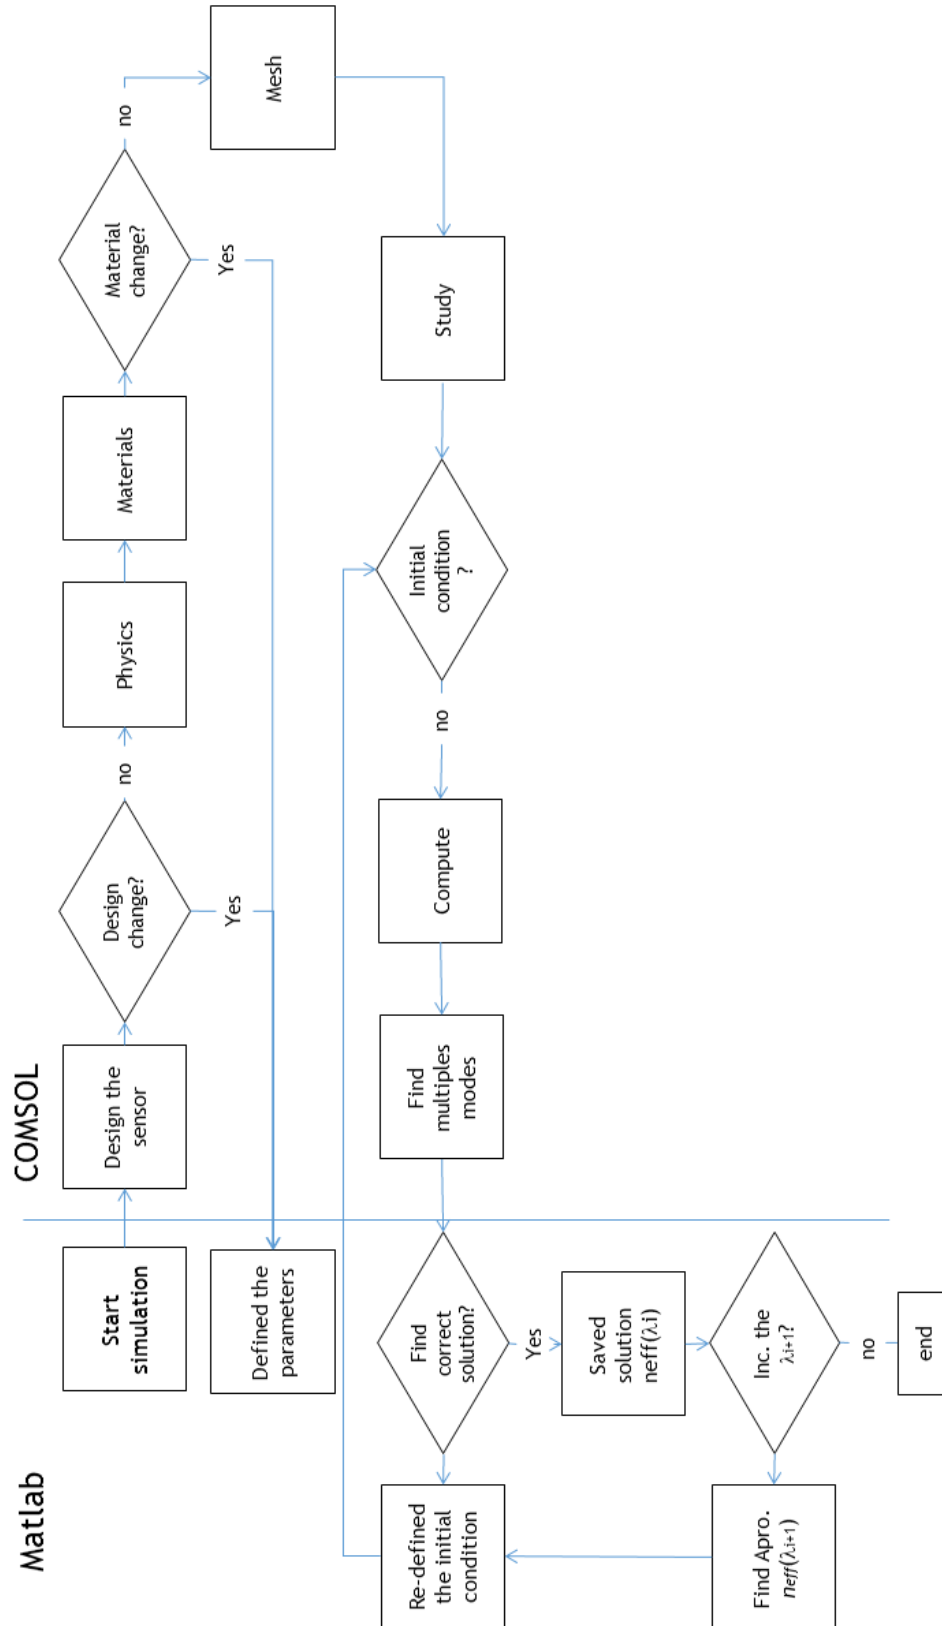 Matlab
COMSOL
Start
simulation
Design the
sensor
Design
change?
no
Yes
Physics
Materials
Material
change?
no
Yes
Mesh
Defined the
parameters
Study
Initial
condition
?
no
Compute
Find
multiples
modes
Find
correct
solution?
Yes
Re-defined
the initial
condition
Saved
solution
neff(λi)
Inc. the
λi+1?
no
end
Find Apro.
neff(λi+1)